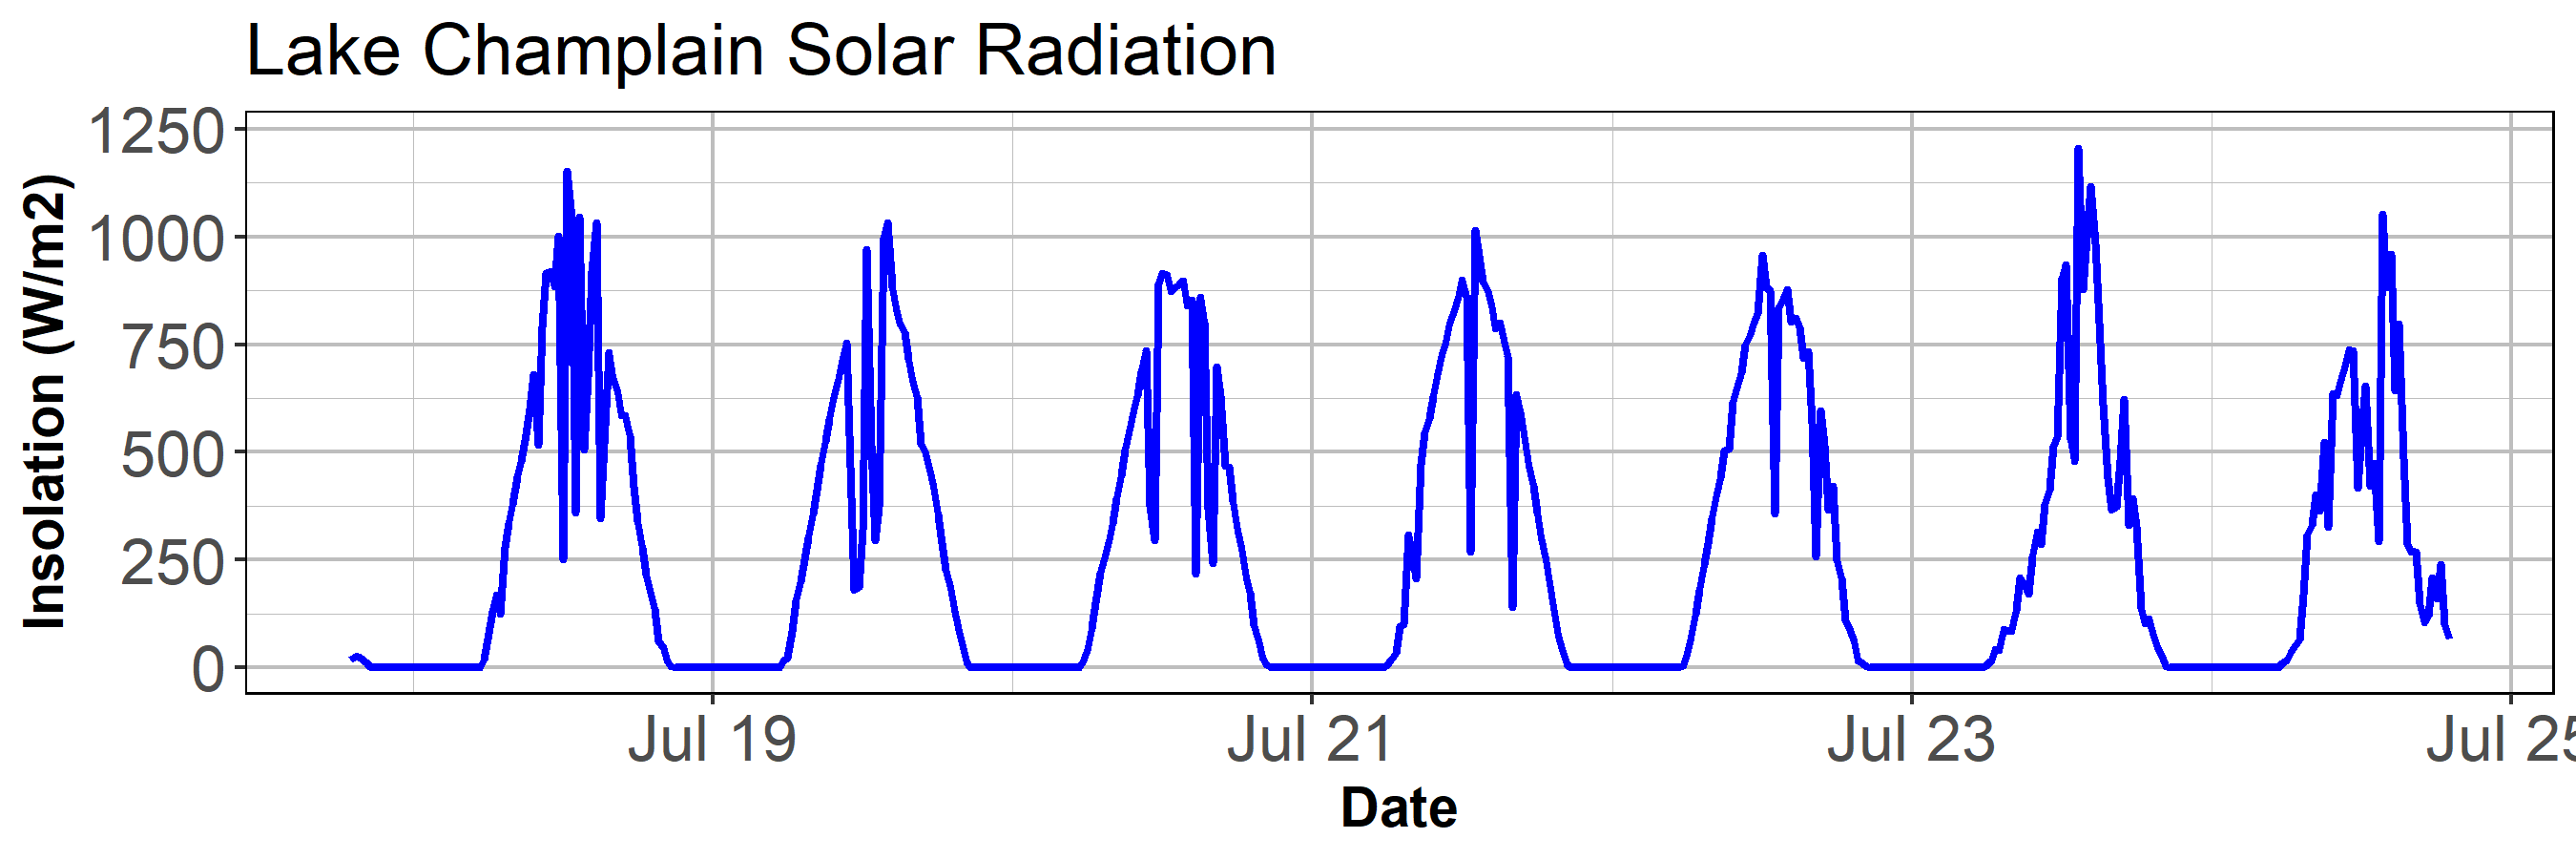 Lake Champlain Solar Radiation
Insolation (W/m2)
1250
1000
750
500
250
0
Jul 19 Jul 21 Jul 23 Jul 25
Date